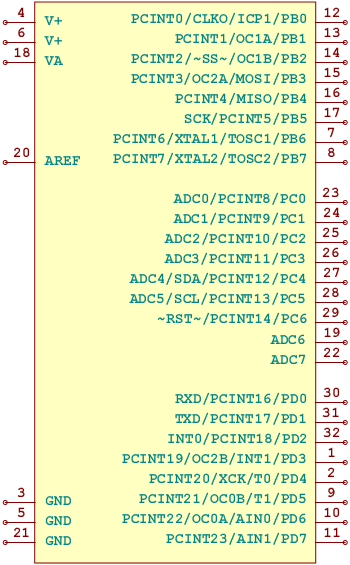 4 V+ PCINT0/CLKO/ICP1/PB0 12
6 V+ PCINT1/OC1A/PB1 13
18 VA PCINT2/~SS~/OC1B/PB2 14
PCINT3/OC2A/MOSI/PB3 15
PCINT4/MISO/PB4 16
SCK/PCINT5/PB5 17
PCINT6/XTAL1/TOSC1/PB6 7
20 AREF PCINT7/XTAL2/TOSC2/PB7 8
ADC0/PCINT8/PC0 23
ADC1/PCINT9/PC1 24
ADC2/PCINT10/PC2 25
ADC3/PCINT11/PC3 26
ADC4/SDA/PCINT12/PC4 27
ADC5/SCL/PCINT13/PC5 28
~RST~/PCINT14/PC6 29
ADC6 19
ADC7 22
RXD/PCINT16/PD0 30
TXD/PCINT17/PD1 31
INT0/PCINT18/PD2 32
PCINT19/OC2B/INT1/PD3 1
PCINT20/XCK/T0/PD4 2
3 GND PCINT21/OC0B/T1/PD5 9
5 GND PCINT22/OC0A/AIN0/PD6 10
21 GND PCINT23/AIN1/PD7 11